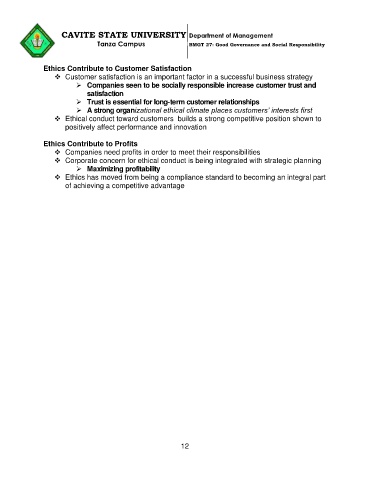 CAVITE STATE UNIVERSITY Department of Management
Tanza Campus BMGT 27- Good Governance and Social Responsibility
Ethics Contribute to Customer Satisfaction
❖ Customer satisfaction is an important factor in a successful business strategy
➢ Companies seen to be socially responsible increase customer trust and
satisfaction
➢ Trust is essential for long-term customer relationships
➢ A strong organizational ethical climate places customers' interests first
❖ Ethical conduct toward customers builds a strong competitive position shown to
positively affect performance and innovation
Ethics Contribute to Profits
❖ Companies need profits in order to meet their responsibilities
❖ Corporate concern for ethical conduct is being integrated with strategic planning
➢ Maximizing profitability
❖ Ethics has moved from being a compliance standard to becoming an integral part
of achieving a competitive advantage
12